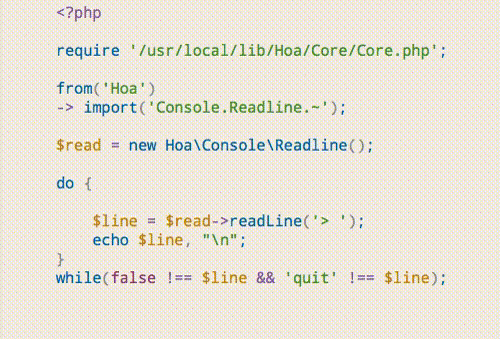 <?php
require '/usr/local/lib/Hoa/Core/Core.php';
from('Hoa')
-> import('Console.Readline.~');
$read = new Hoa\Console\Readline();
do {
    $line = $read->readLine('> ');
    echo $line, "\n";
}
while(false !== $line && 'quit' !== $line);